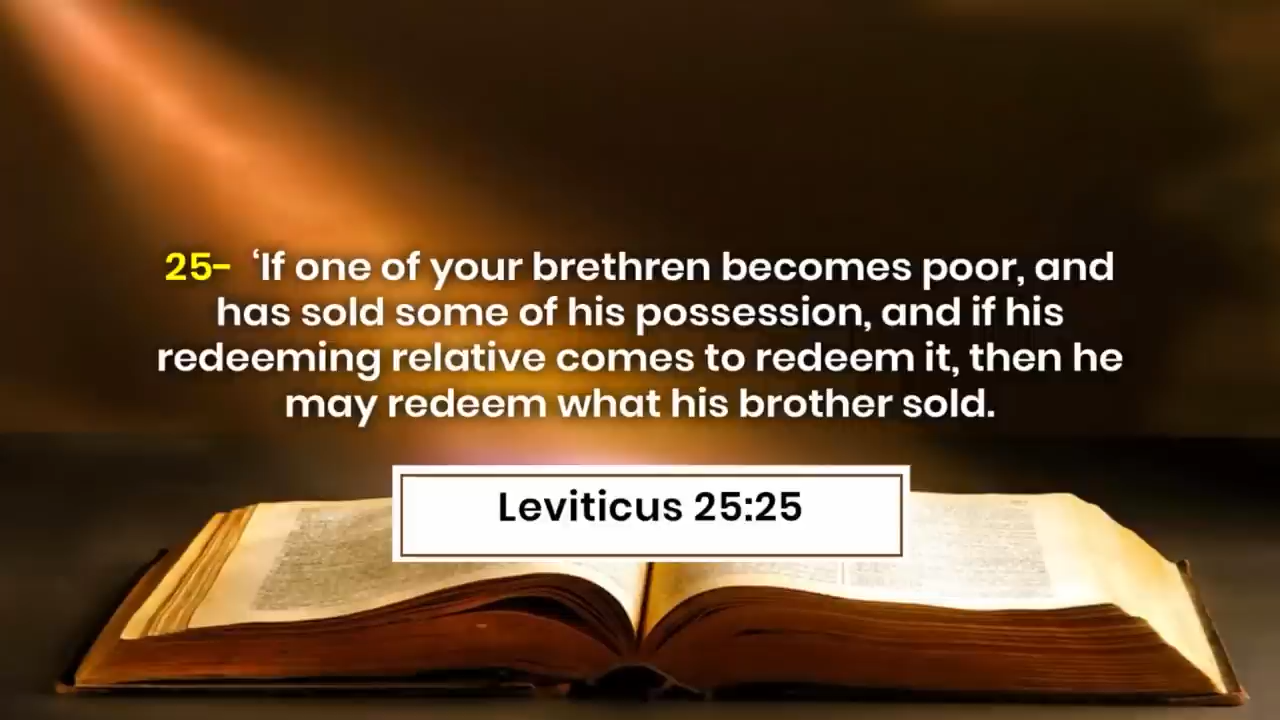 25- ‘If one of your brethren becomes poor, and
has sold some of his possession, and if his
redeeming relative comes to redeem it, then he
may redeem what his brother sold.
Leviticus 25:25